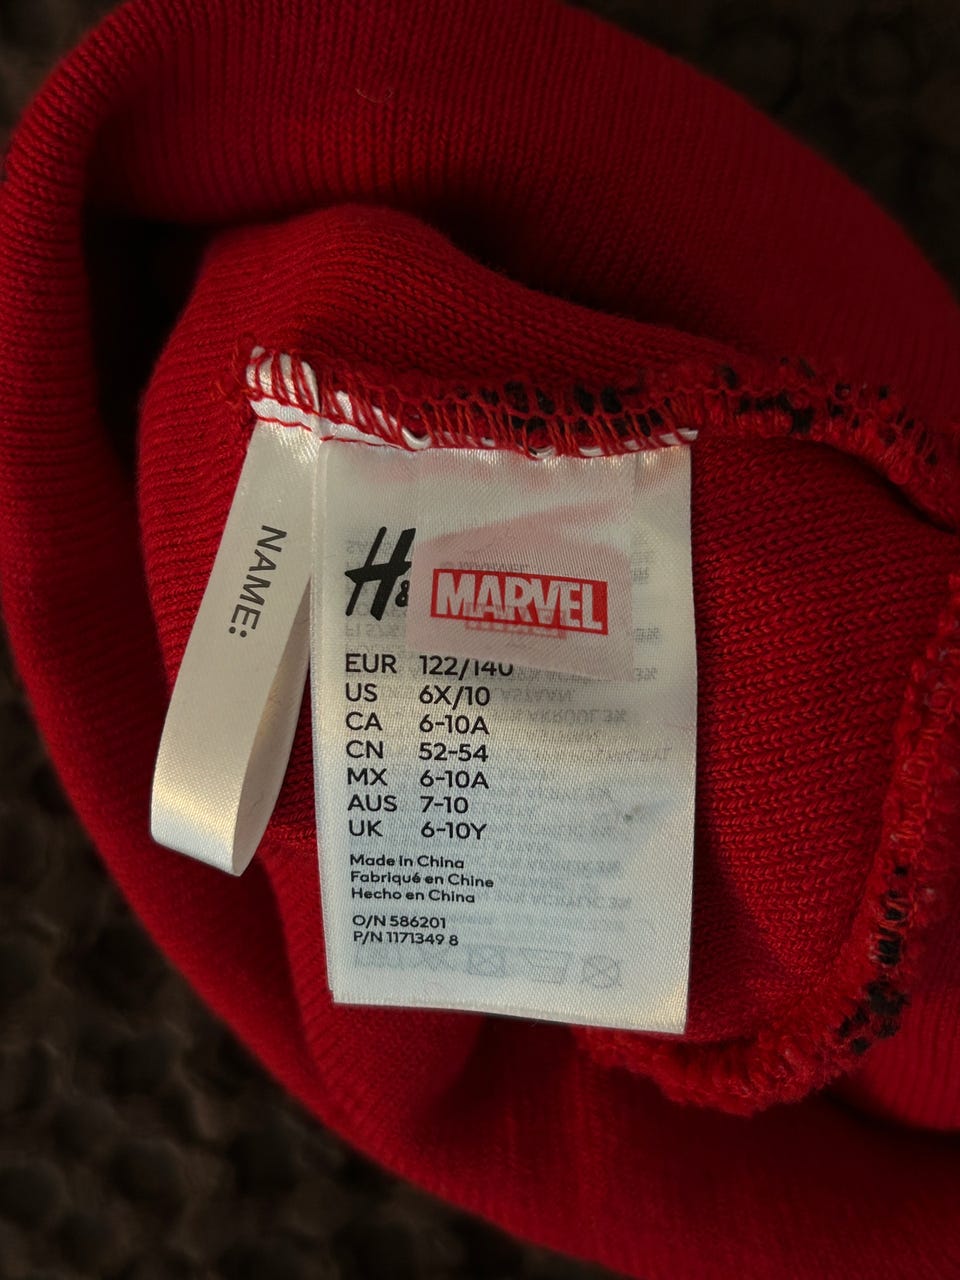 NAME:
H&
MARVEL
EUR 122/140
US 6X/10
CA 6-10A
CN 52-54
MX 6-10A
AUS 7-10
UK 6-10Y
Made in China
Fabriqué en Chine
Hecho en China
O/N 586201
P/N 1171349 8